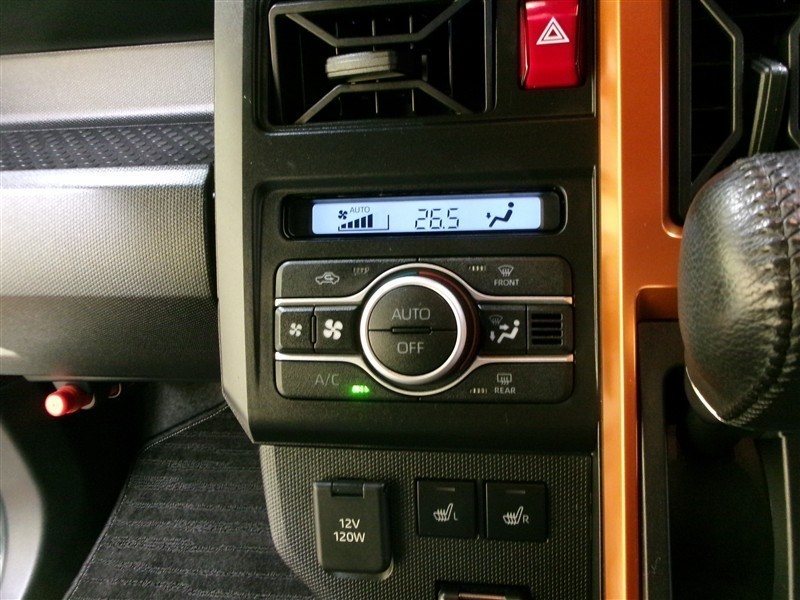 AUTO
26.5
FRONT
AUTO
OFF
A/C
REAR
12V
120W
L
R